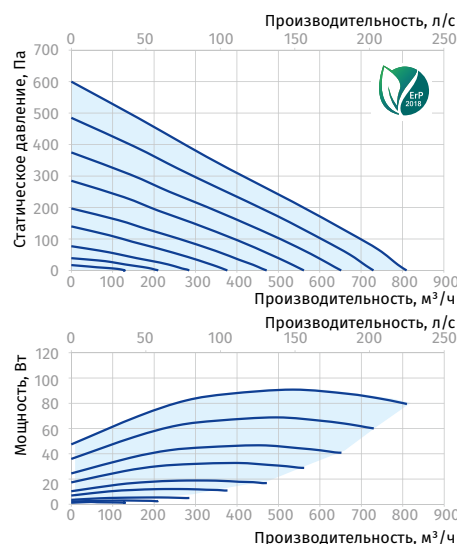 Производительность, л/с
0 50 100 150 200 250
Статическое давление, Па
700
600
500
400
300
200
100
0
ErP
2018
0 100 200 300 400 500 600 700 800 900
Производительность, м³/ч
Производительность, л/с
0 50 100 150 200 250
Мощность, Вт
120
100
80
60
40
20
0
0 100 200 300 400 500 600 700 800 900
Производительность, м³/ч